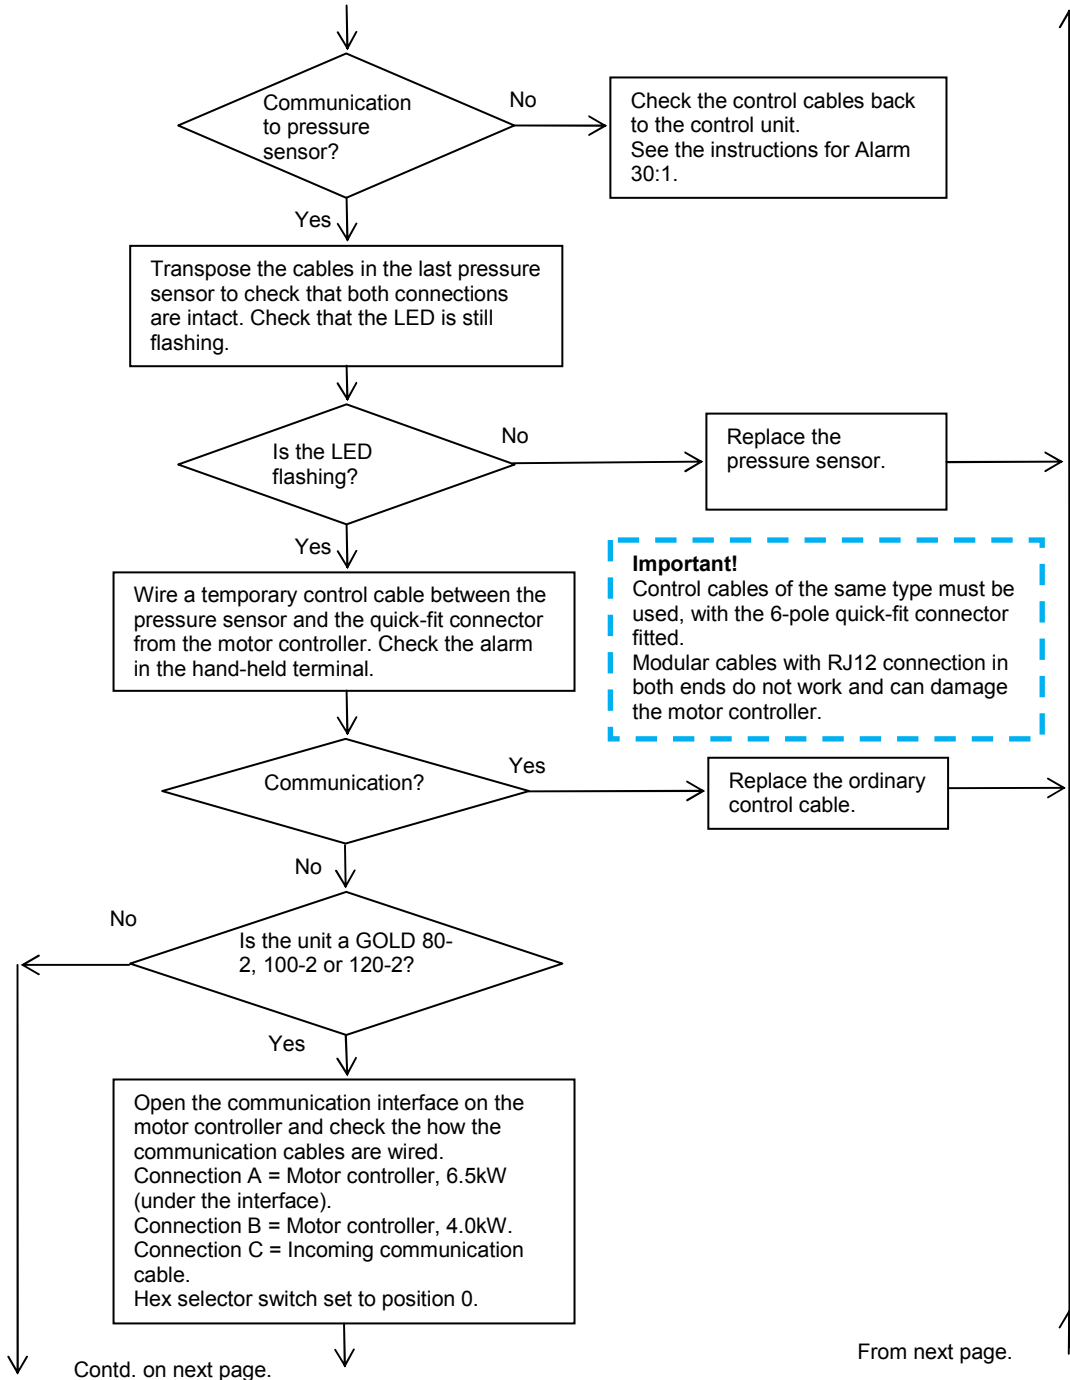 Communication
to pressure
sensor?
No
Check the control cables back
to the control unit.
See the instructions for Alarm
30:1.
Yes
Transpose the cables in the last pressure
sensor to check that both connections
are intact. Check that the LED is still
flashing.
Is the LED
flashing?
No
Replace the
pressure sensor.
Yes
Important!
Control cables of the same type must be
used, with the 6-pole quick-fit connector
fitted.
Modular cables with RJ12 connection in
both ends do not work and can damage
the motor controller.
Wire a temporary control cable between the
pressure sensor and the quick-fit connector
from the motor controller. Check the alarm
in the hand-held terminal.
Communication?
Yes
Replace the ordinary
control cable.
No
No
Is the unit a GOLD 80-
2, 100-2 or 120-2?
Yes
Open the communication interface on the
motor controller and check the how the
communication cables are wired.
Connection A = Motor controller, 6.5kW
(under the interface).
Connection B = Motor controller, 4.0kW.
Connection C = Incoming communication
cable.
Hex selector switch set to position 0.
From next page.
Contd. on next page.